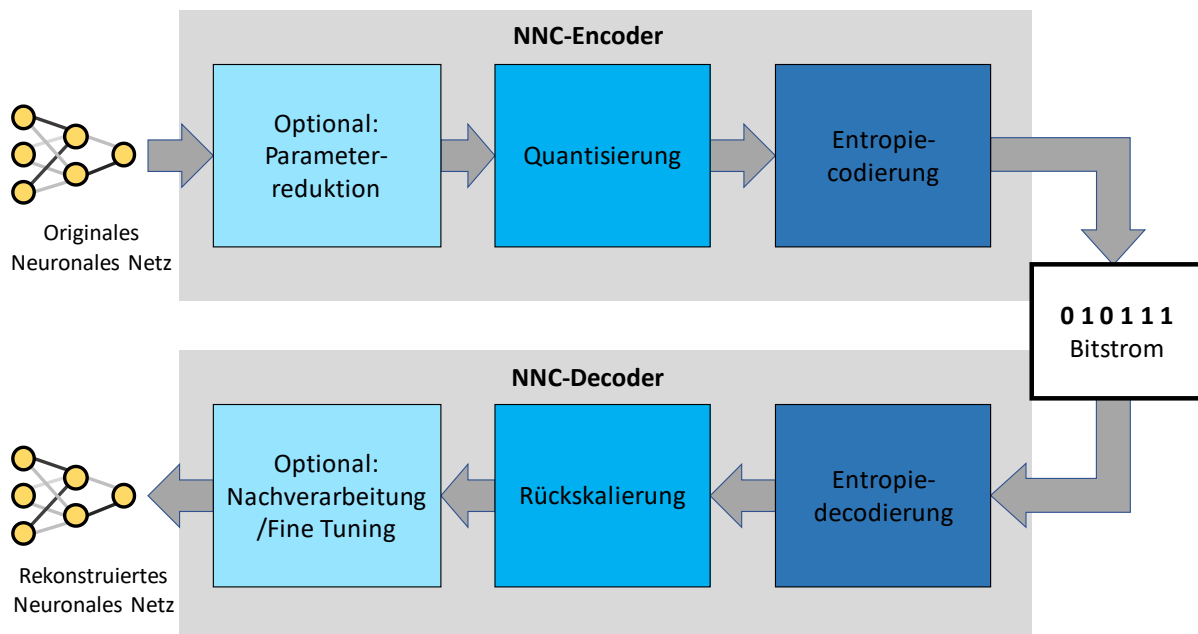 NNC-Encoder
Optional:
Parameter-
reduktion
Quantisierung
Entropie-
codierung
Originales
Neuronales Netz
0 1 0 1 1 1
Bitstrom
NNC-Decoder
Optional:
Nachverarbeitung
/Fine Tuning
Rückskalierung
Entropie-
decodierung
Rekonstruiertes
Neuronales Netz